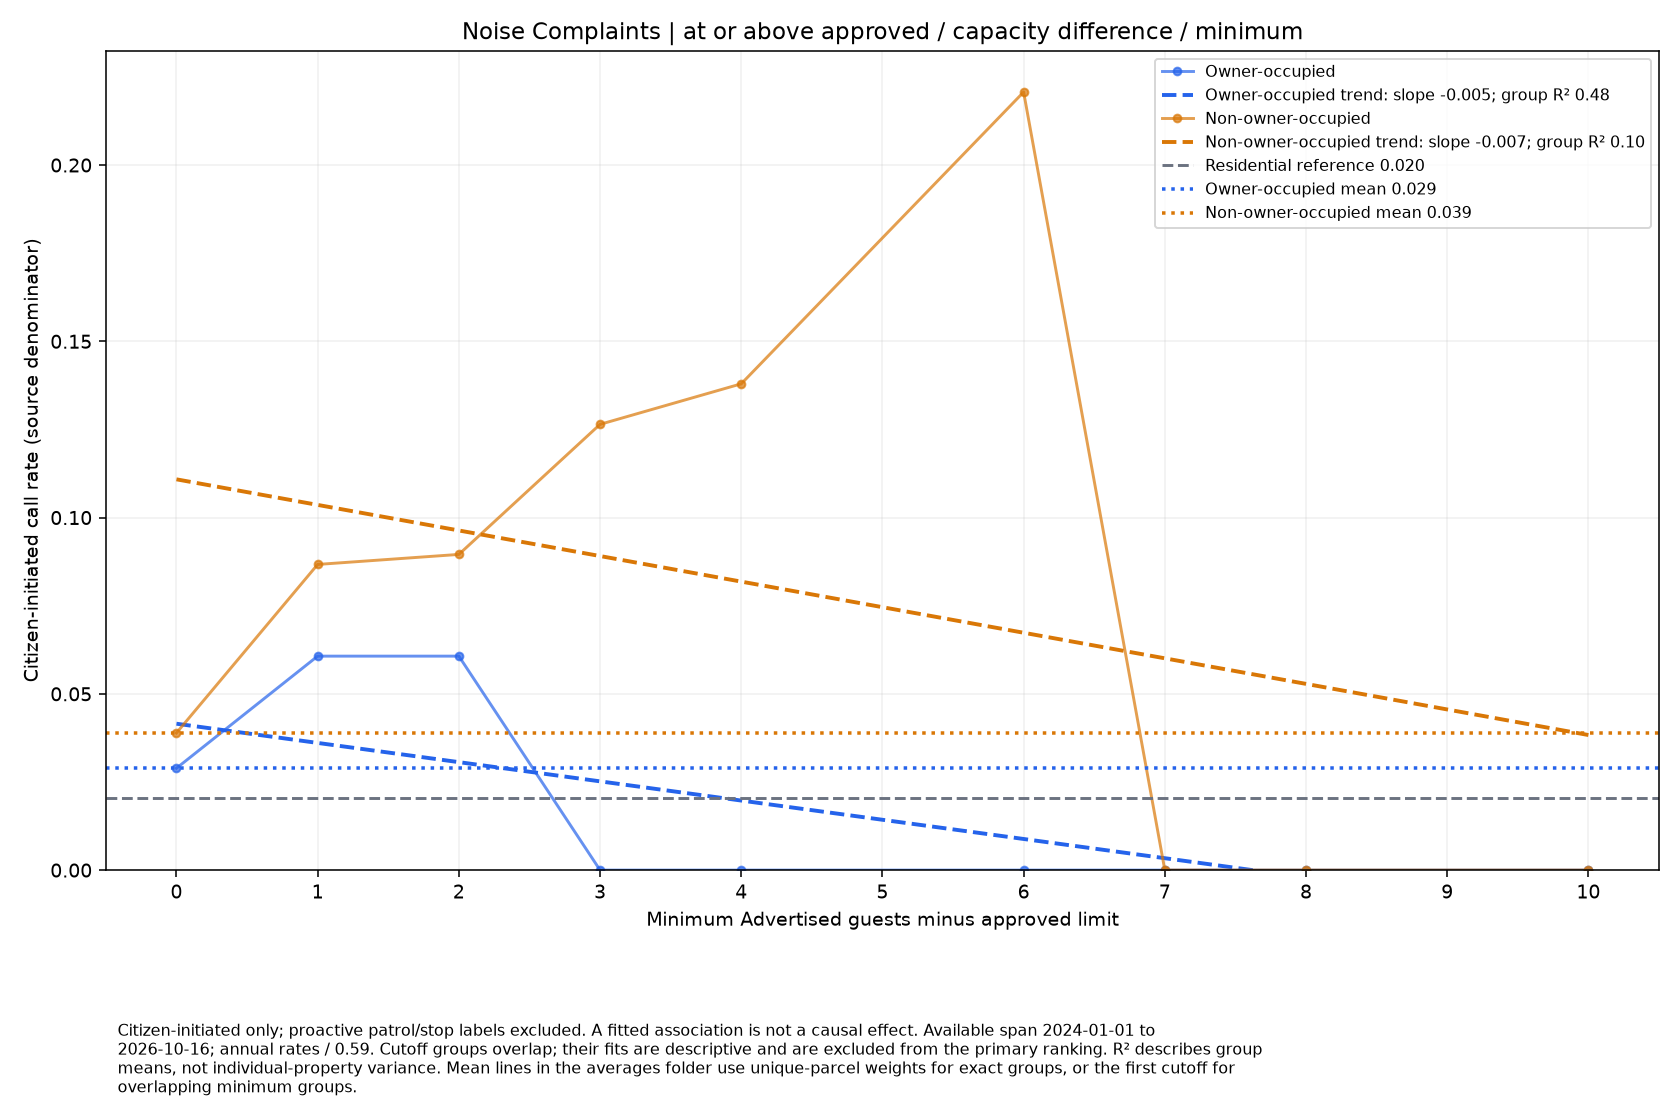 Noise Complaints | at or above approved / capacity difference / minimum
Owner-occupied
Owner-occupied trend: slope -0.005; group R² 0.48
Non-owner-occupied
Non-owner-occupied trend: slope -0.007; group R² 0.10
Residential reference 0.020
Owner-occupied mean 0.029
Non-owner-occupied mean 0.039
Citizen-initiated call rate (source denominator)
0.20
0.15
0.10
0.05
0.00
0 1 2 3 4 5 6 7 8 9 10
Minimum Advertised guests minus approved limit
Citizen-initiated only; proactive patrol/stop labels excluded. A fitted association is not a causal effect. Available span 2024-01-01 to
2026-10-16; annual rates / 0.59. Cutoff groups overlap; their fits are descriptive and are excluded from the primary ranking. R² describes group
means, not individual-property variance. Mean lines in the averages folder use unique-parcel weights for exact groups, or the first cutoff for
overlapping minimum groups.